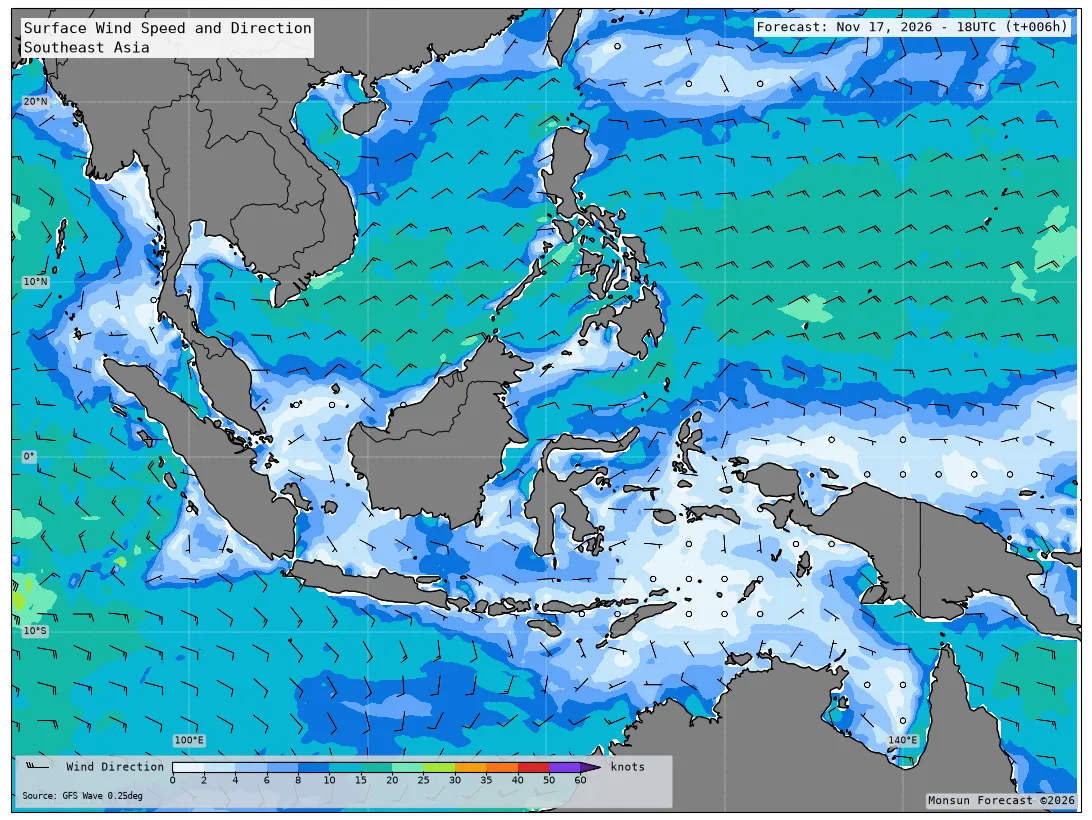 Surface Wind Speed and Direction
Southeast Asia
Forecast: Nov 17, 2026 - 18UTC (t+006h)
20°N
10°N
0°
10°S
100°E
140°E
Wind Direction
0 2 4 6 8 10 15 20 25 30 35 40 50 60
knots
Source: GFS Wave 0.25deg
Monsun Forecast ©2026